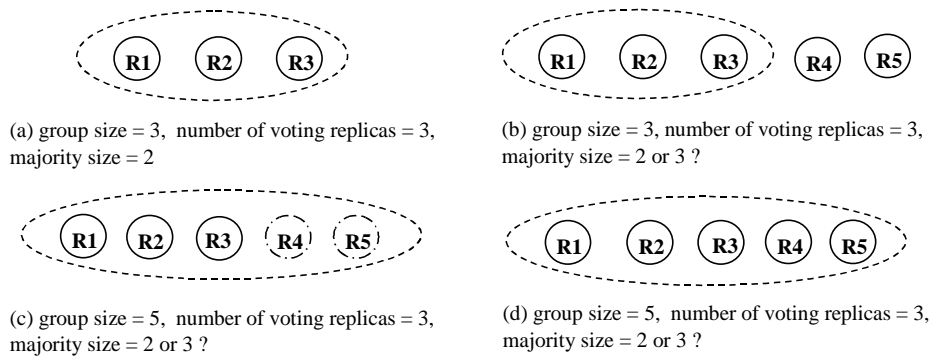 R1 R2 R3
(a) group size = 3, number of voting replicas = 3,
majority size = 2
R1 R2 R3 R4 R5
(b) group size = 3, number of voting replicas = 3,
majority size = 2 or 3 ?
R1 R2 R3 R4 R5
(c) group size = 5, number of voting replicas = 3,
majority size = 2 or 3 ?
R1 R2 R3 R4 R5
(d) group size = 5, number of voting replicas = 3,
majority size = 2 or 3 ?